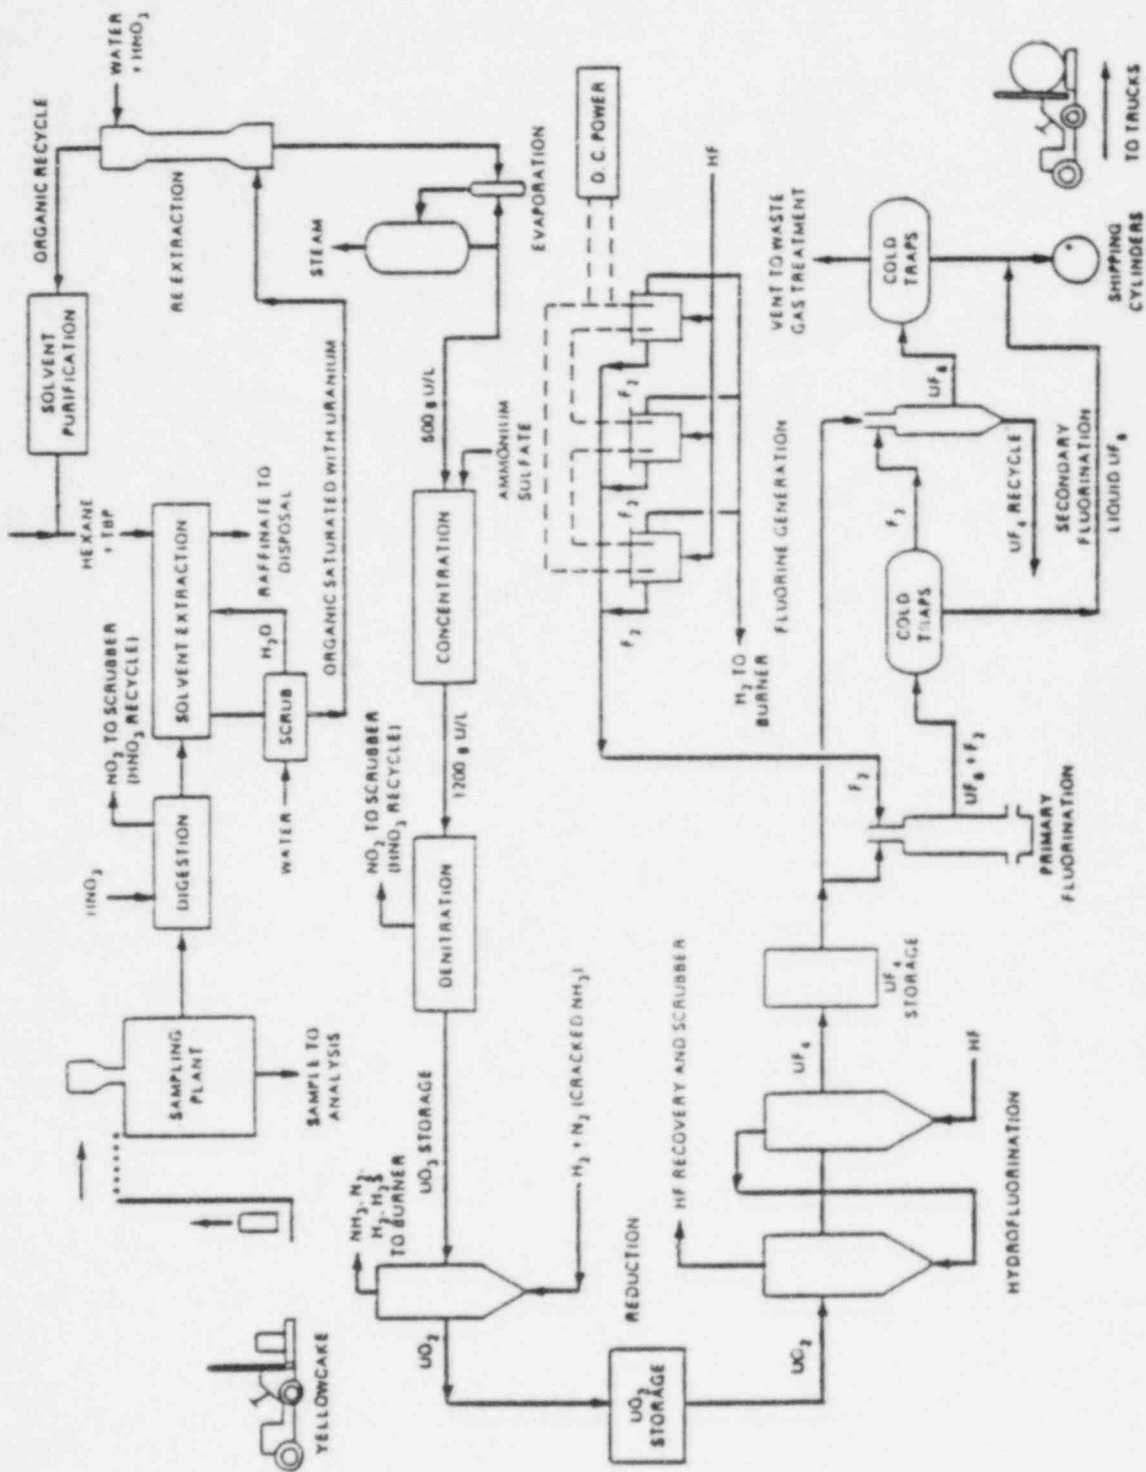 YELLOWCAKE
SAMPLING
PLANT
SAMPLE TO
ANALYSIS
HNO3
DIGESTION
NO2 TO SCRUBBER
(HNO3 RECYCLE)
HEXANE
+ TBP
SOLVENT EXTRACTION
RAFFINATE TO
DISPOSAL
WATER
SCRUB
H2O
ORGANIC SATURATED WITH URANIUM
SOLVENT
PURIFICATION
ORGANIC RECYCLE
WATER
+ HNO3
RE EXTRACTION
STEAM
EVAPORATION
500 g U/L
AMMONIUM
SULFATE
CONCENTRATION
1200 g U/L
NO2 TO SCRUBBER
(HNO3 RECYCLE)
DENITRATION
UO3 STORAGE
NH3, N2,
H2, H2S
TO BURNER
H2 + N2 (CRACKED NH3)
UO2
REDUCTION
UO2
STORAGE
UO2
HF RECOVERY AND SCRUBBER
HYDROFLUORINATION
HF
UF4
UF4
STORAGE
D.C. POWER
HF
F2
F2
F2
FLUORINE GENERATION
H2 TO
BURNER
F2
PRIMARY
FLUORINATION
UF6 + F2
COLD
TRAPS
F2
UF4 RECYCLE
SECONDARY
FLUORINATION
LIQUID UF6
UF6
VENT TO WASTE
GAS TREATMENT
COLD
TRAPS
SHIPPING
CYLINDERS
TO TRUCKS